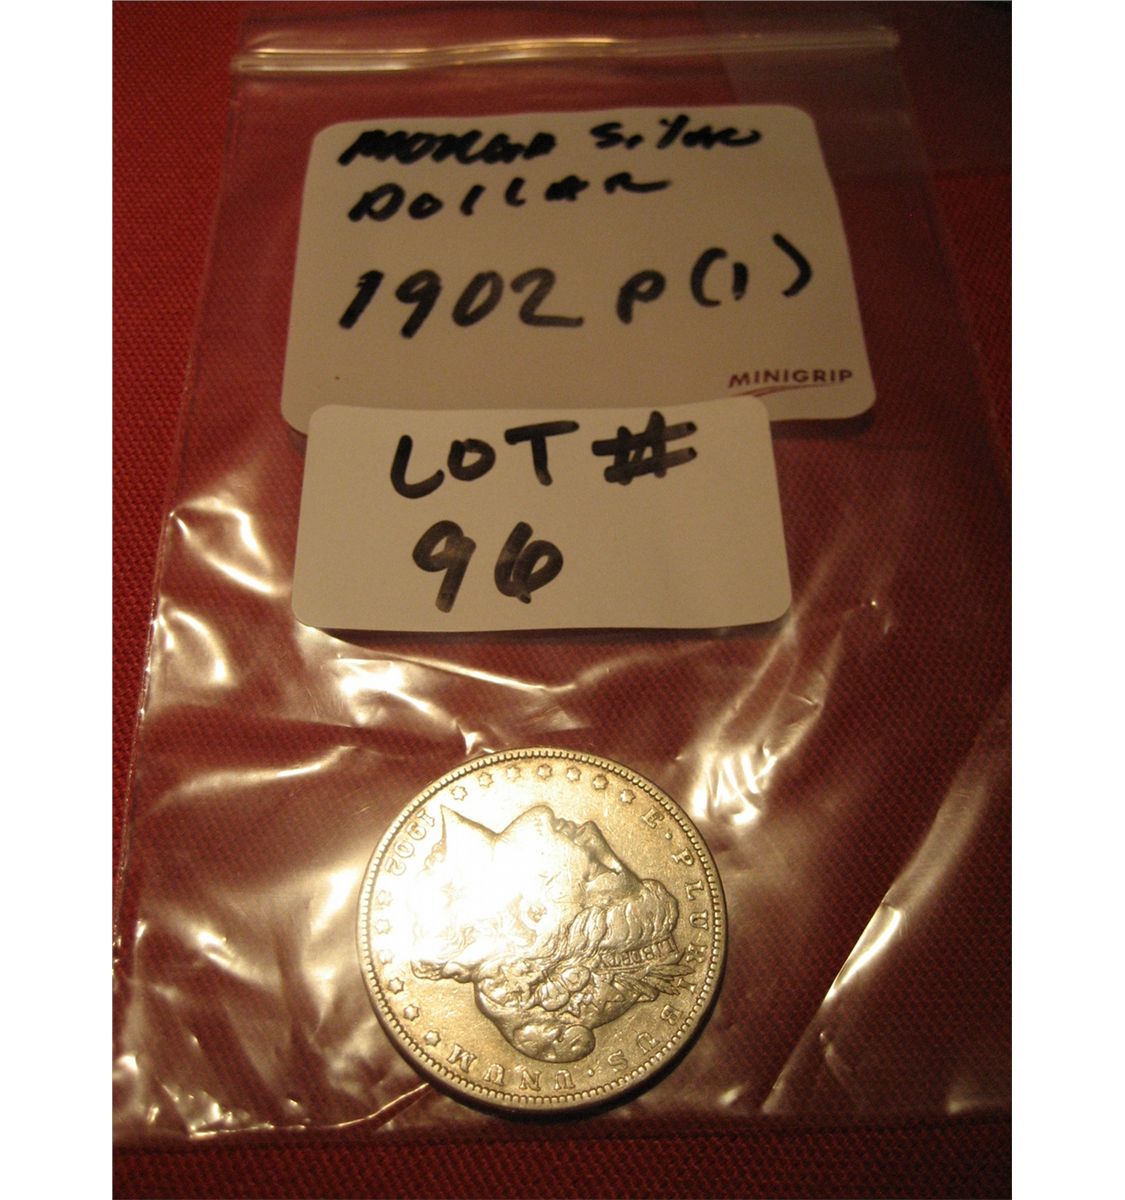 MORGAN SILVER
DOLLAR
1902 P (1)
MINIGRIP
LOT #
96
1902
E · PLURIBUS · UNUM
LIBERTY